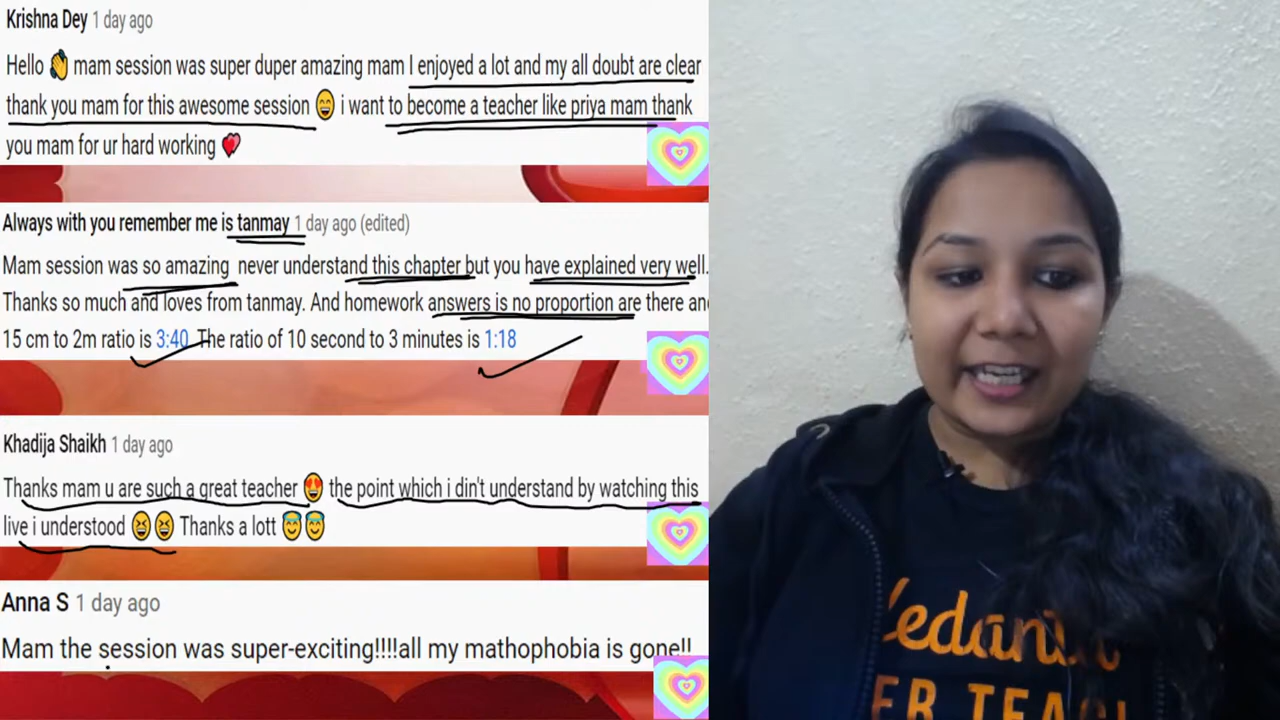 Krishna Dey 1 day ago
Hello 👋 mam session was super duper amazing mam I enjoyed a lot and my all doubt are clear
thank you mam for this awesome session 😄 i want to become a teacher like priya mam thank
you mam for ur hard working 💓
Always with you remember me is tanmay 1 day ago (edited)
Mam session was so amazing never understand this chapter but you have explained very well.
Thanks so much and loves from tanmay. And homework answers is no proportion are there and
15 cm to 2m ratio is 3:40 The ratio of 10 second to 3 minutes is 1:18
Khadija Shaikh 1 day ago
Thanks mam u are such a great teacher 😍 the point which i din't understand by watching this
live i understood 😆😆 Thanks a lott 😇😇
Anna S 1 day ago
Mam the session was super-exciting!!!!all my mathophobia is gone!!
Vedantu
ER TEACH